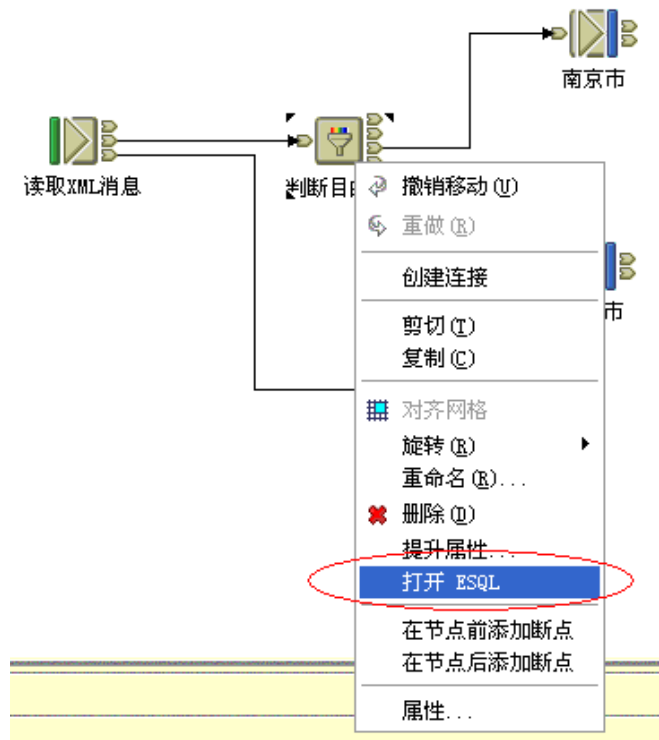 南京市
读取XML消息
判断目
撤销移动(U)
重做(R)
创建连接
市
剪切(T)
复制(C)
对齐网格
旋转(R)
重命名(R)...
删除(D)
提升属性...
打开 ESQL
在节点前添加断点
在节点后添加断点
属性...